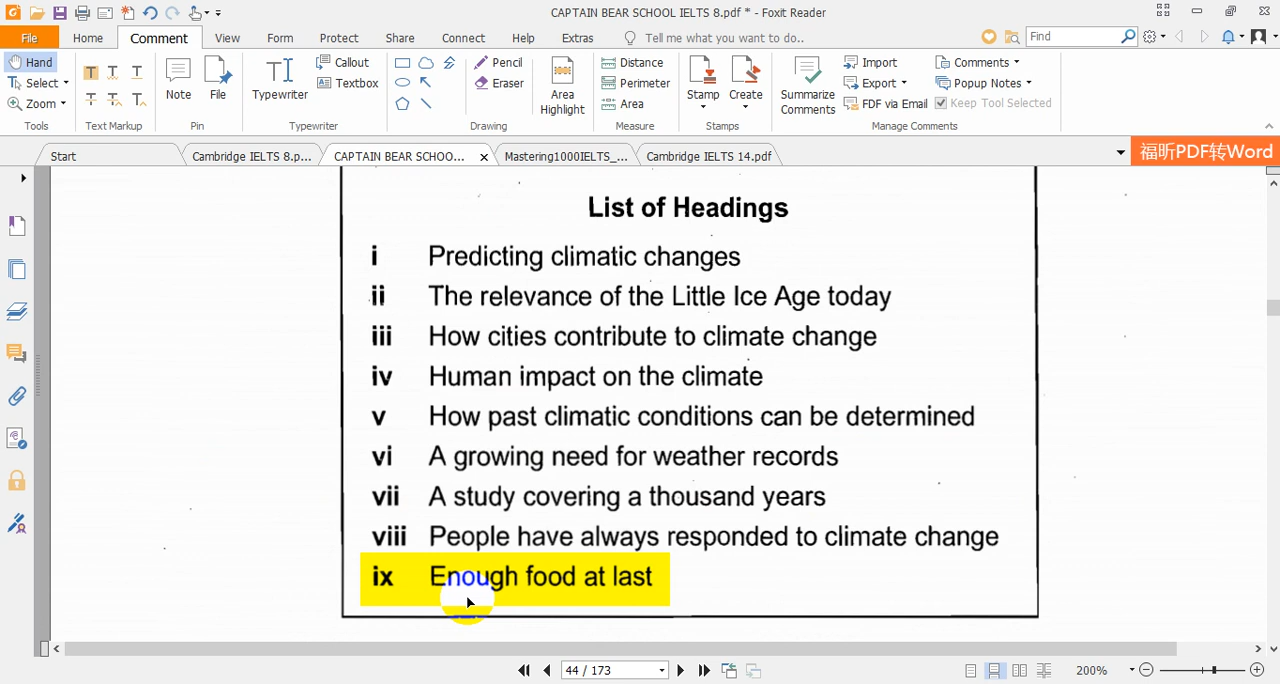 CAPTAIN BEAR SCHOOL IELTS 8.pdf * - Foxit Reader
File Home Comment View Form Protect Share Connect Help Extras Tell me what you want to do.. Find
Hand
Select
Zoom
Tools
Text Markup
Note
File
Pin
Typewriter
Callout
Textbox
Typewriter
Pencil
Eraser
Drawing
Area
Highlight
Distance
Perimeter
Area
Measure
Stamp
Create
Stamps
Summarize
Comments
Import
Export
FDF via Email
Comments
Popup Notes
Keep Tool Selected
Manage Comments
Start
Cambridge IELTS 8.p...
CAPTAIN BEAR SCHOO...
Mastering1000IELTS_...
Cambridge IELTS 14.pdf
福昕PDF转Word
List of Headings
i Predicting climatic changes
ii The relevance of the Little Ice Age today
iii How cities contribute to climate change
iv Human impact on the climate
v How past climatic conditions can be determined
vi A growing need for weather records
vii A study covering a thousand years
viii People have always responded to climate change
ix Enough food at last
44 / 173
200%